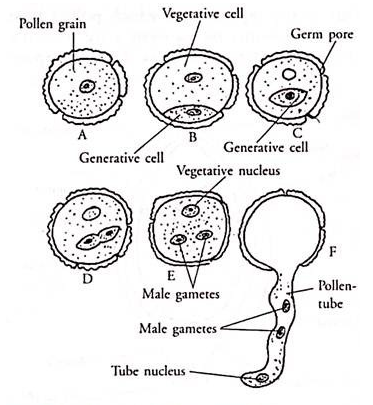 Vegetative cell
Pollen grain
Germ pore
A
B
C
Generative cell
Generative cell
Vegetative nucleus
D
E
F
Male gametes
Pollen-
tube
Male gametes
Tube nucleus